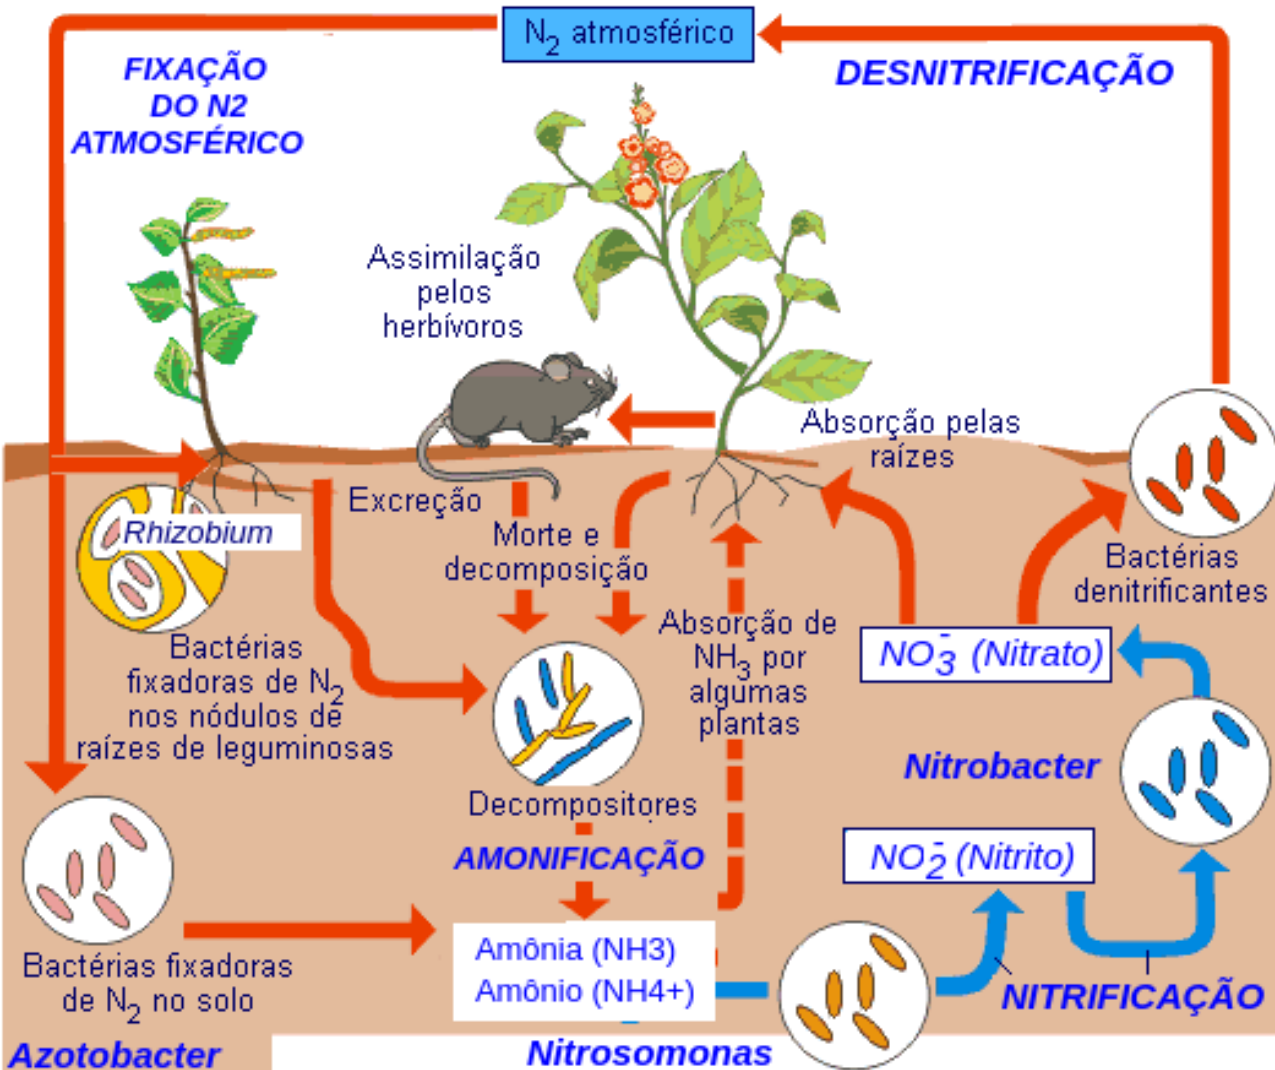 N2 atmosférico
FIXAÇÃO
DO N2
ATMOSFÉRICO
DESNITRIFICAÇÃO
Assimilação
pelos
herbívoros
Absorção pelas
raízes
Excreção
Rhizobium
Morte e
decomposição
Bactérias
denitrificantes
Absorção de
NH3 por
algumas
plantas
NO3- (Nitrato)
Bactérias
fixadoras de N2
nos nódulos de
raízes de leguminosas
Nitrobacter
Decompositores
AMONIFICAÇÃO
NO2- (Nitrito)
Amônia (NH3)
Amônio (NH4+)
Bactérias fixadoras
de N2 no solo
NITRIFICAÇÃO
Azotobacter
Nitrosomonas